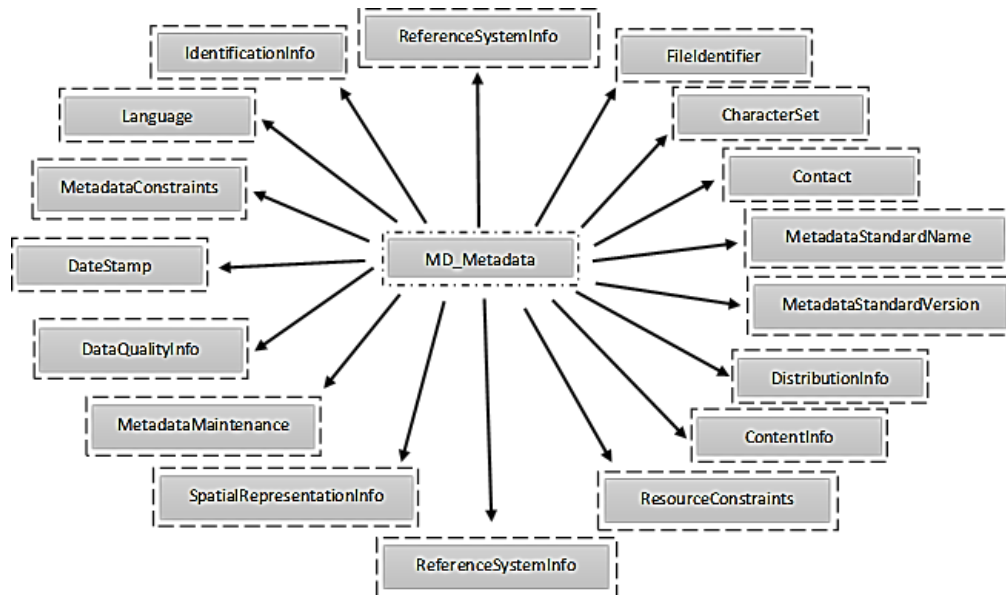 ReferenceSystemInfo
IdentificationInfo
FileIdentifier
Language
CharacterSet
MetadataConstraints
Contact
MetadataStandardName
DateStamp
MD_Metadata
MetadataStandardVersion
DataQualityInfo
DistributionInfo
MetadataMaintenance
ContentInfo
SpatialRepresentationInfo
ResourceConstraints
ReferenceSystemInfo